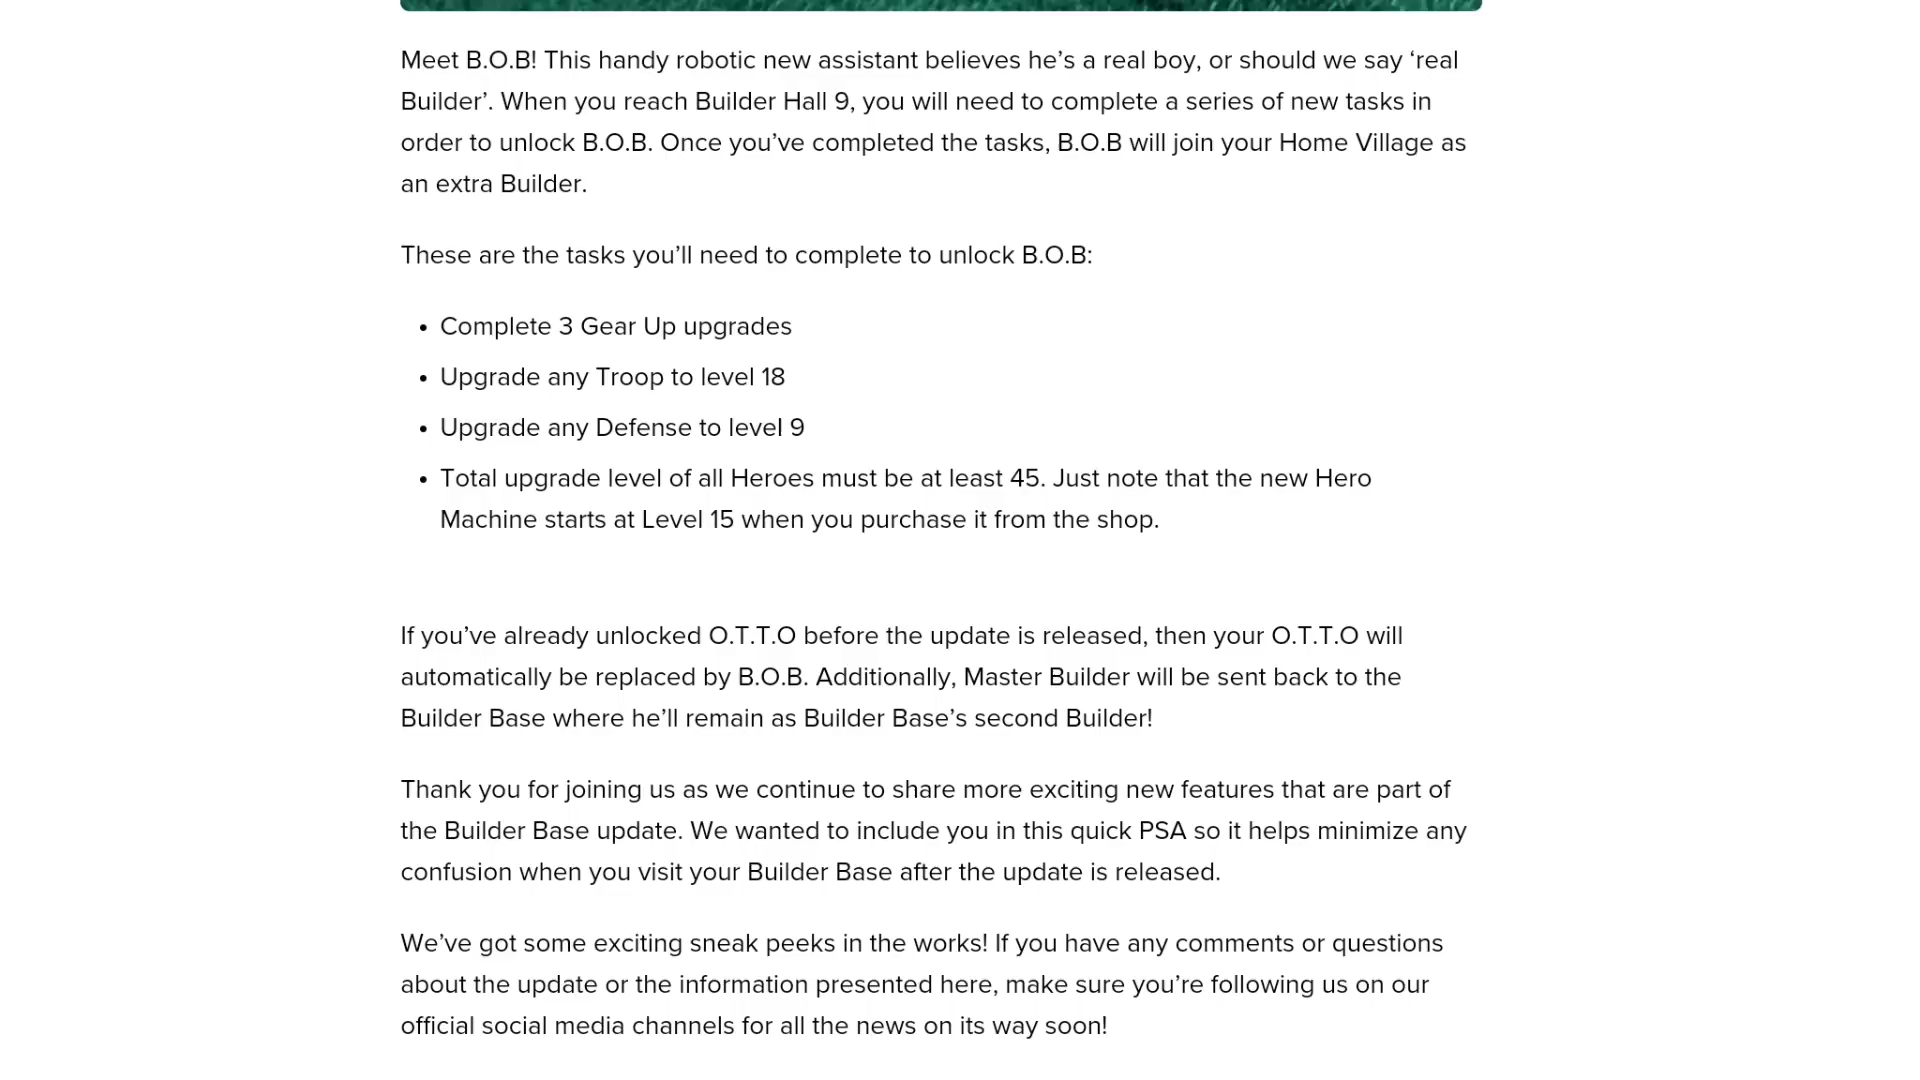 Meet B.O.B! This handy robotic new assistant believes he’s a real boy, or should we say ‘real
Builder’. When you reach Builder Hall 9, you will need to complete a series of new tasks in
order to unlock B.O.B. Once you’ve completed the tasks, B.O.B will join your Home Village as
an extra Builder.
These are the tasks you’ll need to complete to unlock B.O.B:
• Complete 3 Gear Up upgrades
• Upgrade any Troop to level 18
• Upgrade any Defense to level 9
• Total upgrade level of all Heroes must be at least 45. Just note that the new Hero
Machine starts at Level 15 when you purchase it from the shop.
If you’ve already unlocked O.T.T.O before the update is released, then your O.T.T.O will
automatically be replaced by B.O.B. Additionally, Master Builder will be sent back to the
Builder Base where he’ll remain as Builder Base’s second Builder!
Thank you for joining us as we continue to share more exciting new features that are part of
the Builder Base update. We wanted to include you in this quick PSA so it helps minimize any
confusion when you visit your Builder Base after the update is released.
We’ve got some exciting sneak peeks in the works! If you have any comments or questions
about the update or the information presented here, make sure you’re following us on our
official social media channels for all the news on its way soon!